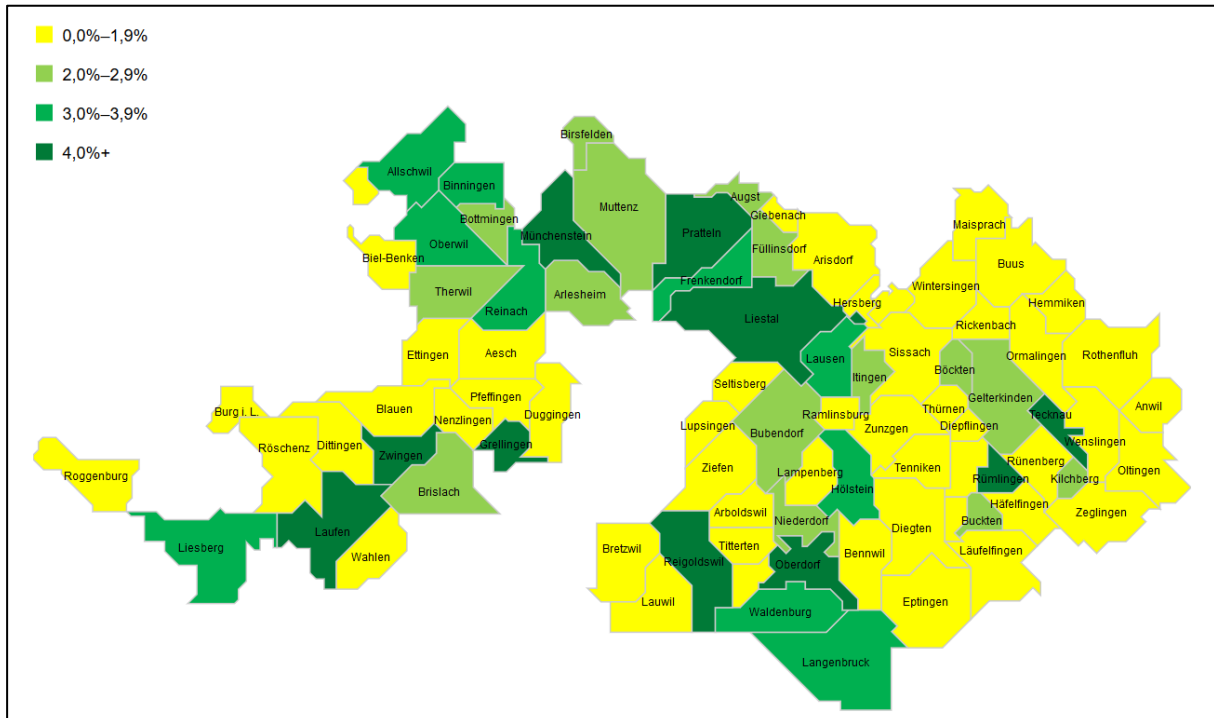 0,0%–1,9%
2,0%–2,9%
3,0%–3,9%
4,0%+
Birsfelden
Allschwil
Binningen
Muttenz
Augst
Giebenach
Bottmingen
Maisprach
Münchenstein
Pratteln
Oberwil
Füllinsdorf
Biel-Benken
Arisdorf
Buus
Frenkendorf
Therwil
Arlesheim
Wintersingen
Reinach
Hersberg
Hemmiken
Liestal
Rickenbach
Ettingen
Aesch
Lausen
Sissach
Ormalingen
Rothenfluh
Böckten
Itingen
Seltisberg
Pfeffingen
Gelterkinden
Anwil
Blauen
Burg i. L.
Duggingen
Nenzlingen
Ramlinsburg
Thürnen
Tecknau
Lupsingen
Zunzgen
Diepflingen
Bubendorf
Wenslingen
Grellingen
Röschenz
Dittingen
Zwingen
Rünenberg
Ziefen
Lampenberg
Tenniken
Oltingen
Roggenburg
Rümlingen
Kilchberg
Hölstein
Brislach
Häfelfingen
Zeglingen
Arboldswil
Niederdorf
Buckten
Diegten
Laufen
Titterten
Liesberg
Bretzwil
Bennwil
Läufelfingen
Wahlen
Reigoldswil
Oberdorf
Lauwil
Eptingen
Waldenburg
Langenbruck